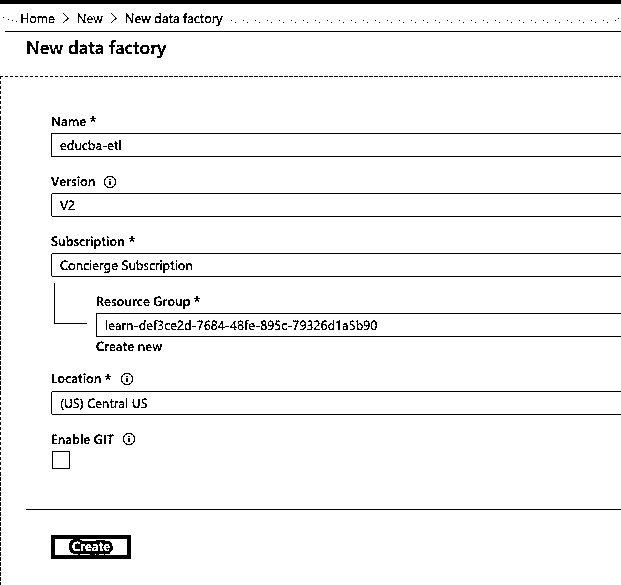 Home > New > New data factory
New data factory
Name *
educba-etl
Version
V2
Subscription *
Concierge Subscription
Resource Group *
learn-def3ce2d-7684-48fe-895c-79326d1a5b90
Create new
Location *
(US) Central US
Enable GIT
Create